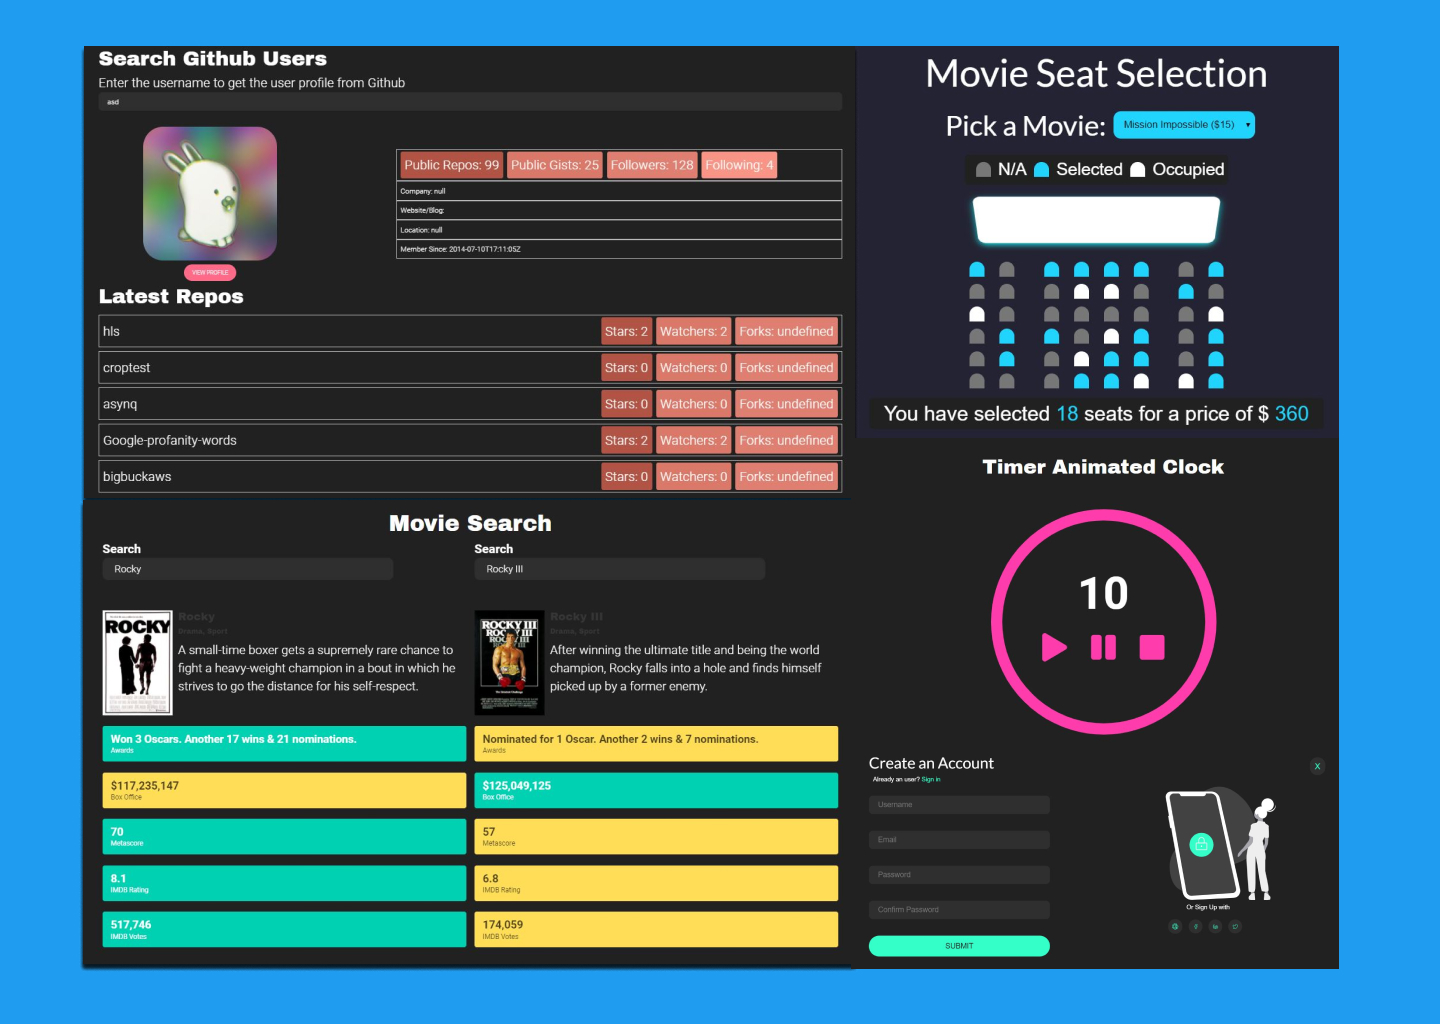 Search Github Users
Enter the username to get the user profile from Github
asd
VIEW PROFILE
Public Repos: 99
Public Gists: 25
Followers: 128
Following: 4
Company: null
Website/Blog:
Location: null
Member Since: 2014-07-10T17:11:05Z
Latest Repos
hls
Stars: 2
Watchers: 2
Forks: undefined
croptest
Stars: 0
Watchers: 0
Forks: undefined
asynq
Stars: 0
Watchers: 0
Forks: undefined
Google-profanity-words
Stars: 2
Watchers: 2
Forks: undefined
bigbuckaws
Stars: 0
Watchers: 0
Forks: undefined
Movie Search
Search
Rocky
ROCKY
Rocky
Drama, Sport
A small-time boxer gets a supremely rare chance to
fight a heavy-weight champion in a bout in which he
strives to go the distance for his self-respect.
Won 3 Oscars. Another 17 wins & 21 nominations.
Awards
$117,235,147
Box Office
70
Metascore
8.1
IMDB Rating
517,746
IMDB Votes
Search
Rocky III
ROCKY III
ROCKY III
ROCKY III
Rocky III
Drama, Sport
After winning the ultimate title and being the world
champion, Rocky falls into a hole and finds himself
picked up by a former enemy.
Nominated for 1 Oscar. Another 2 wins & 7 nominations.
Awards
$125,049,125
Box Office
57
Metascore
6.8
IMDB Rating
174,059
IMDB Votes
Movie Seat Selection
Pick a Movie:
Mission Impossible ($15)
N/A
Selected
Occupied
You have selected 18 seats for a price of $ 360
Timer Animated Clock
10
Create an Account
Already an user? Sign in
X
Username
Email
Password
Confirm Password
SUBMIT
Or Sign Up with